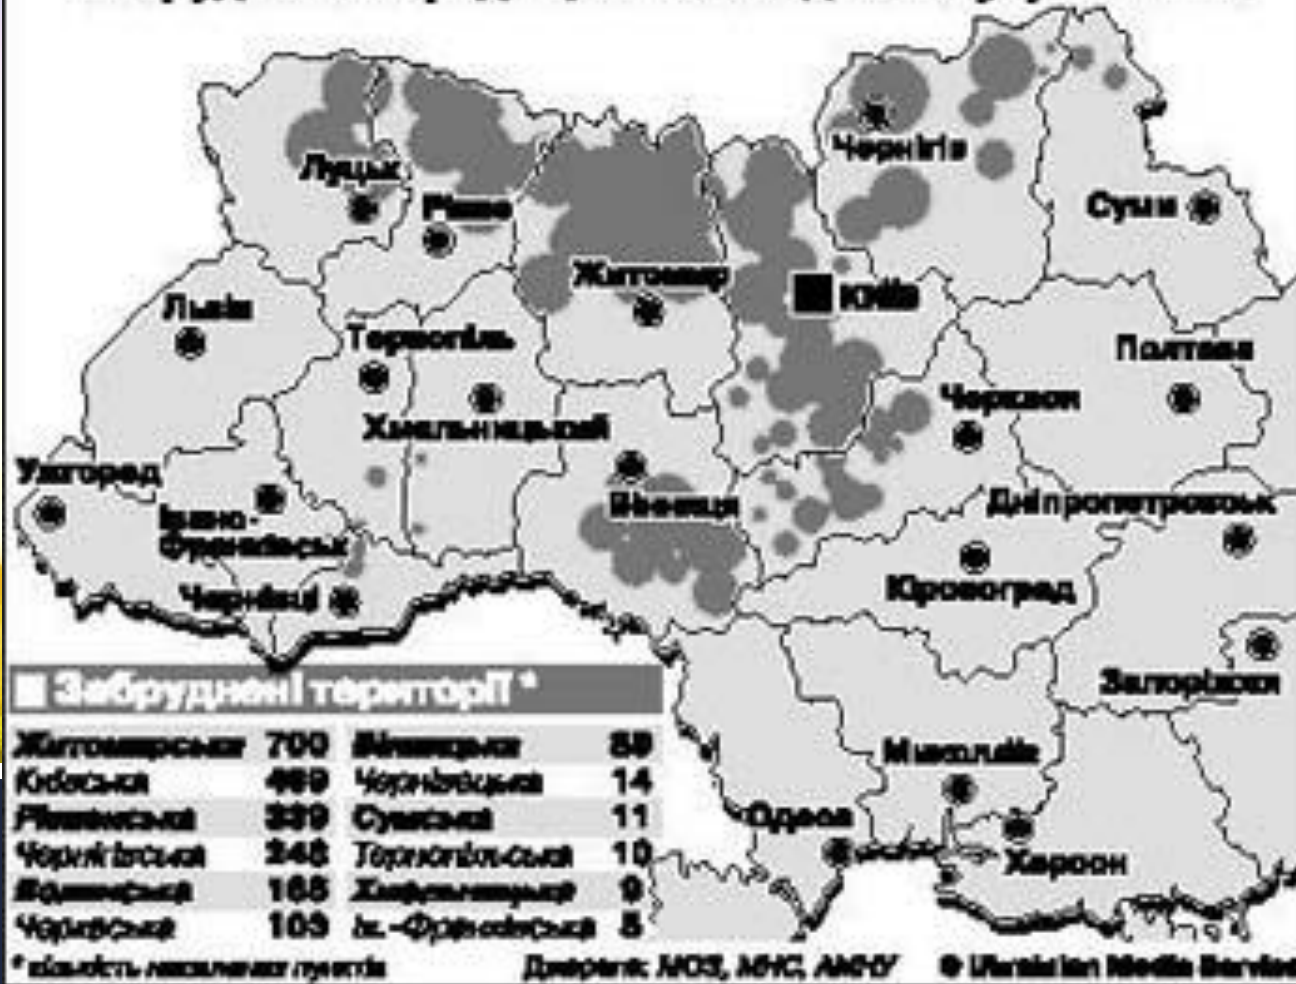 Чернігів
Луцьк
Рівне
Суми
Житомир
Київ
Львів
Тернопіль
Полтава
Черкаси
Хмельницький
Ужгород
Вінниця
Дніпропетровськ
Івано-
Франківськ
Кіровоград
Чернівці
Запоріжжя
Миколаїв
Одеса
Херсон
Забруднені території *
Житомирська 700 Вінницька 89
Київська 469 Чернівецька 14
Рівненська 339 Сумська 11
Чернігівська Тернопільська 10
Волинська Хмельницька 9
Черкаська 103 Ів.-Франківська 5
* кількість населених пунктів
Джерела: МОЗ, МНС, АМНУ
Ukrainian Media Service